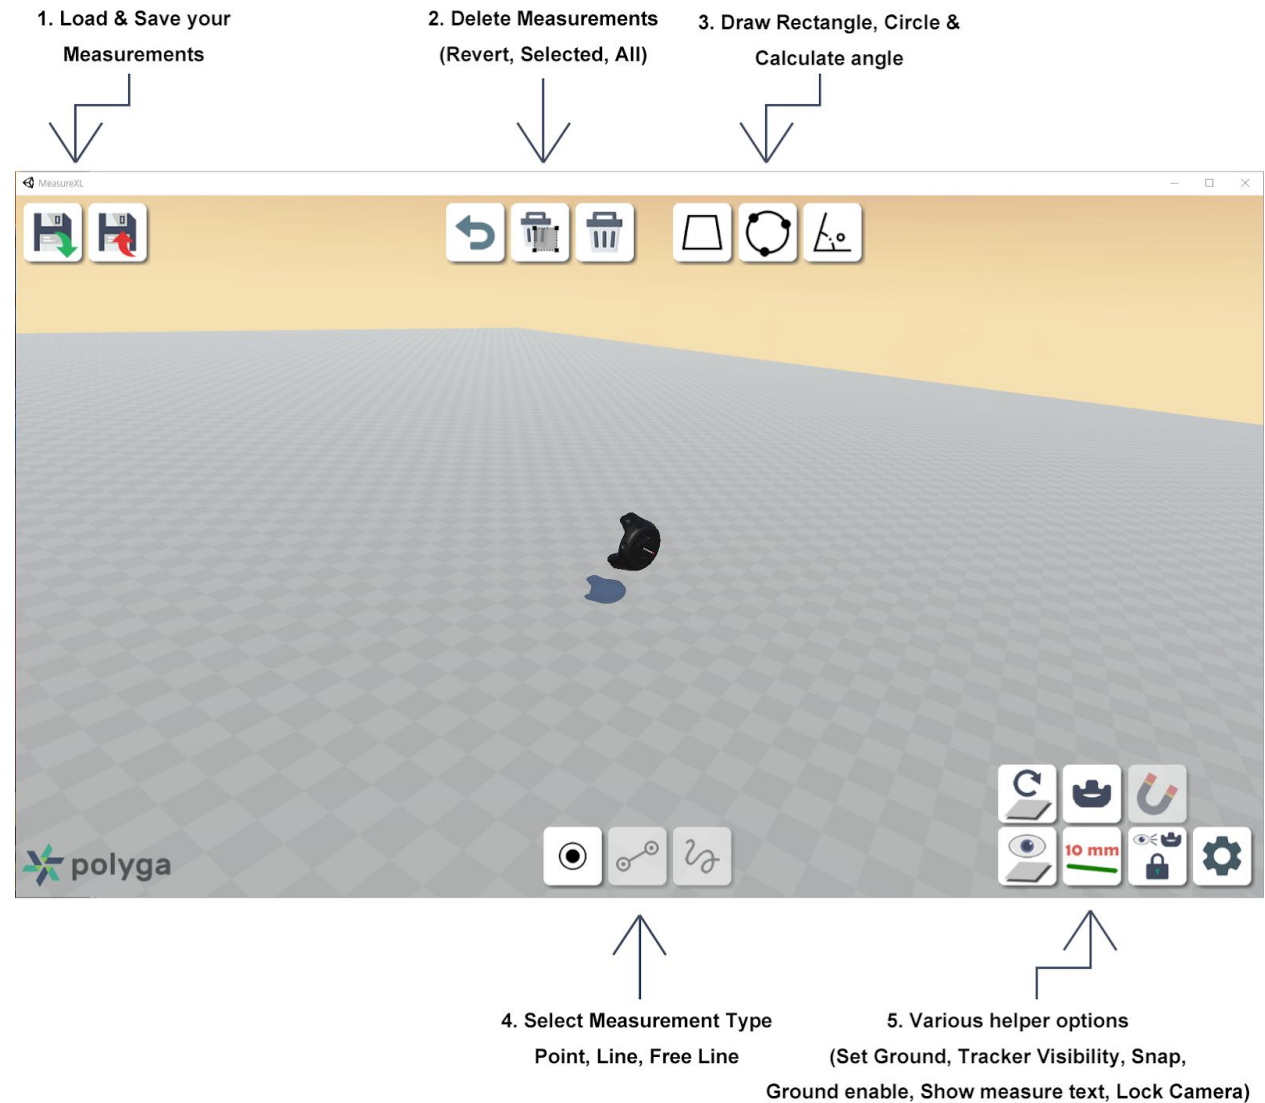 1. Load & Save your
Measurements
2. Delete Measurements
(Revert, Selected, All)
3. Draw Rectangle, Circle &
Calculate angle
MeasureXL
10 mm
polyga
4. Select Measurement Type
Point, Line, Free Line
5. Various helper options
(Set Ground, Tracker Visibility, Snap,
Ground enable, Show measure text, Lock Camera)